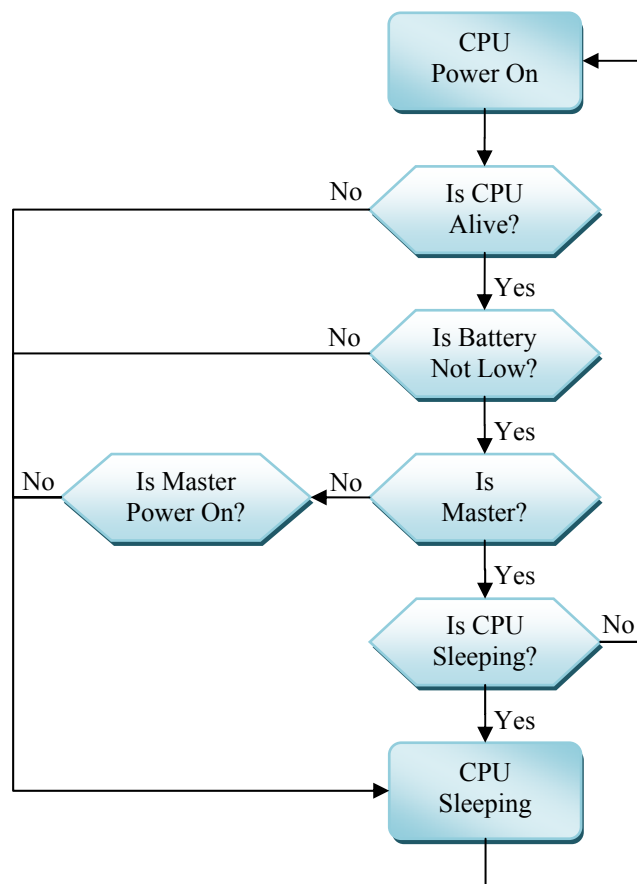 CPU
Power On
No
Is CPU
Alive?
Yes
No
Is Battery
Not Low?
Yes
No
Is Master
Power On?
No
Is
Master?
Yes
Is CPU
Sleeping?
No
Yes
CPU
Sleeping